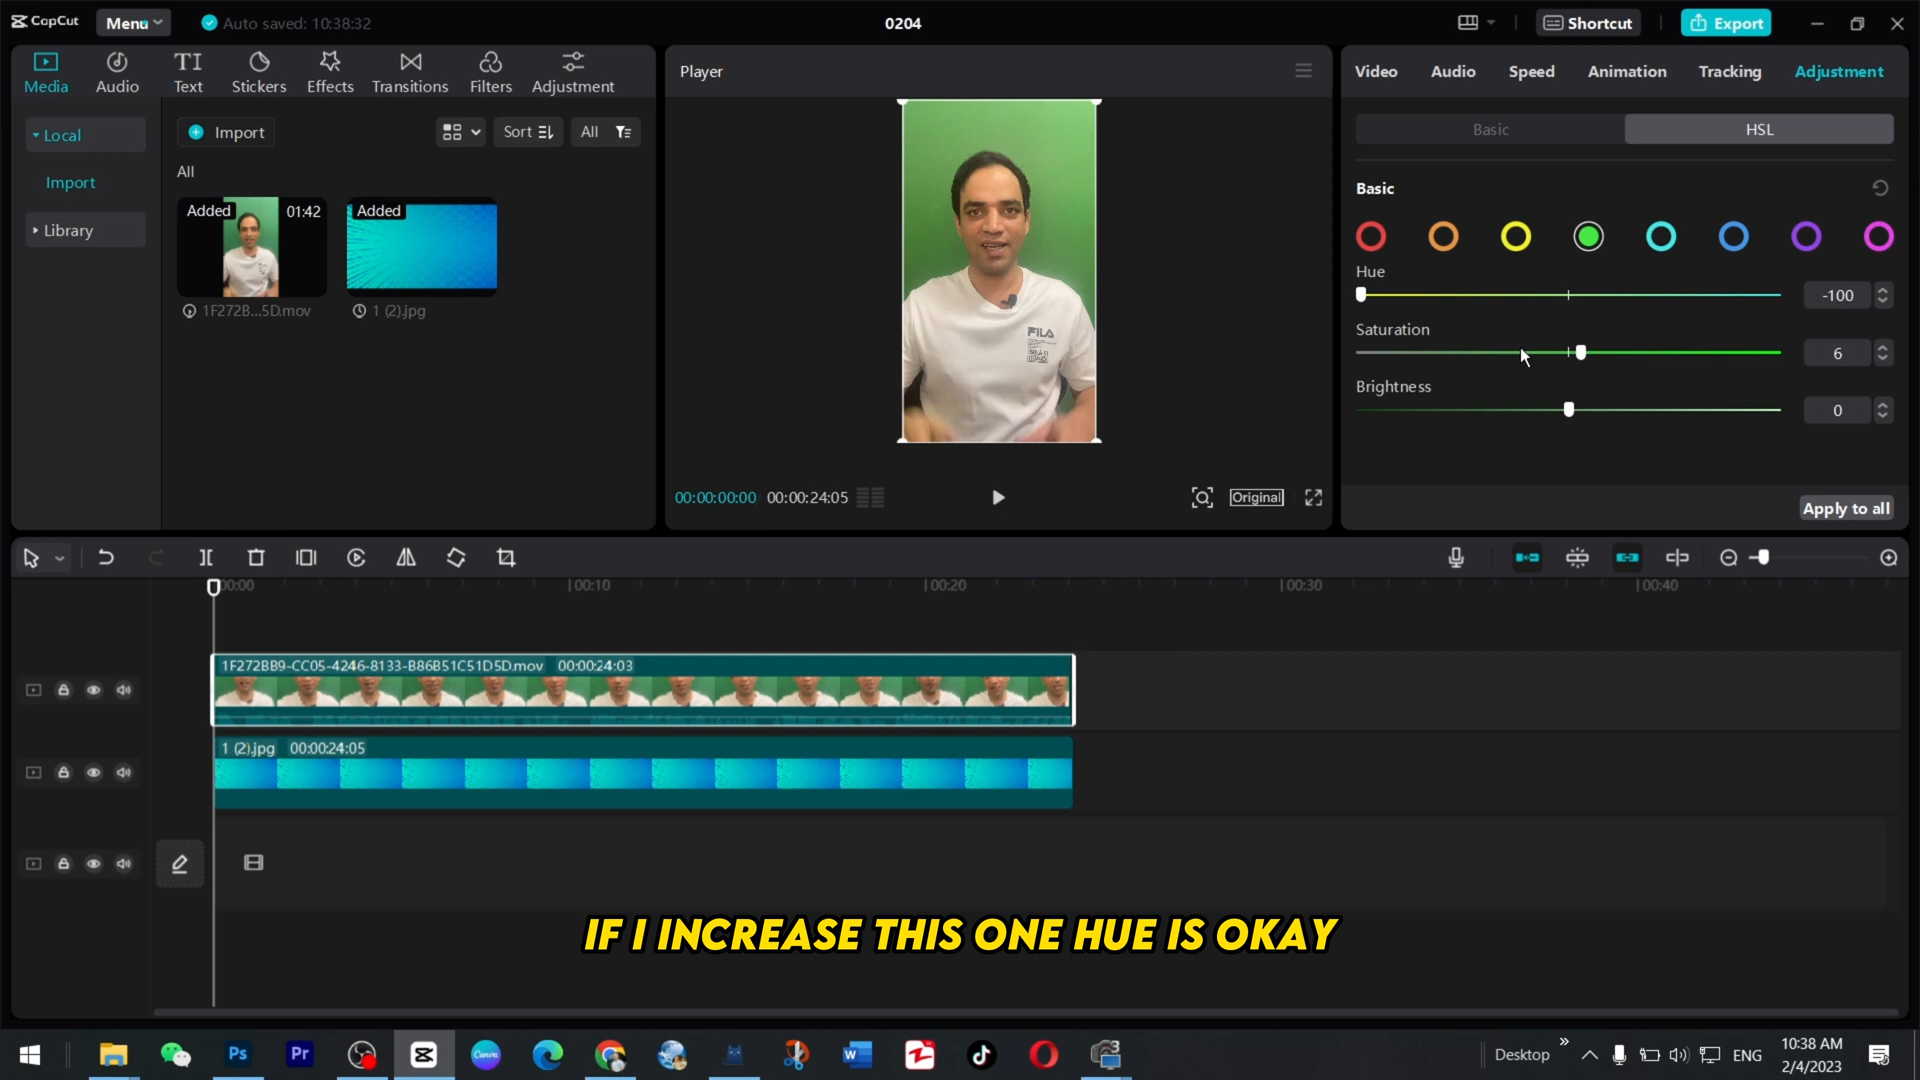 CapCut
Menu
Auto saved: 10:38:32
0204
Shortcut
Export
Media
Audio
Text
Stickers
Effects
Transitions
Filters
Adjustment
Local
Import
Library
Import
Sort
All
All
Added
01:42
1F272B...5D.mov
Added
1 (2).jpg
Player
FILA
00:00:00:00
00:00:24:05
Original
Video
Audio
Speed
Animation
Tracking
Adjustment
Basic
HSL
Basic
Hue
-100
Saturation
6
Brightness
0
Apply to all
00:00
00:10
00:20
00:30
00:40
1F272BB9-CC05-4246-8133-B86B51C51D5D.mov 00:00:24:03
1 (2).jpg 00:00:24:05
IF I INCREASE THIS ONE HUE IS OKAY
Ps
Pr
Canva
W
Desktop
ENG
10:38 AM
2/4/2023